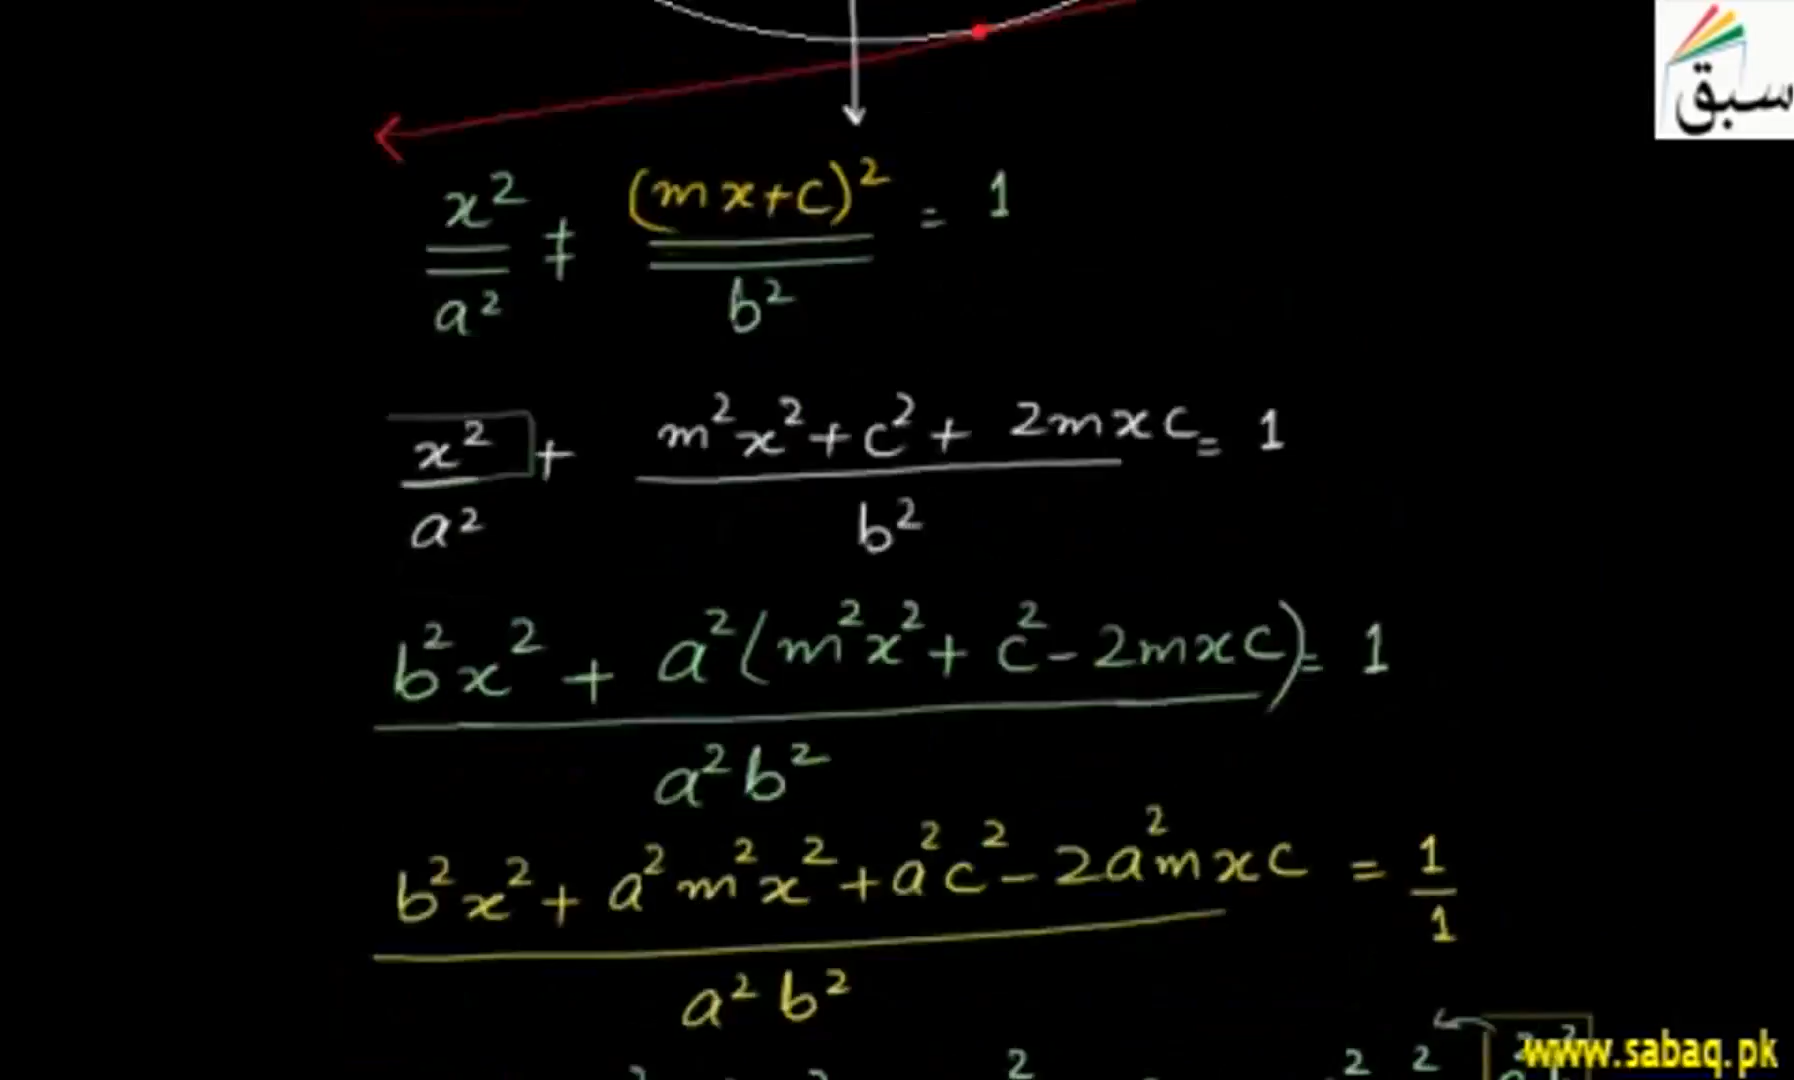 سبق
x²/a² ‡ (mx+c)²/b² = 1
x²/a² + m²x²+c²+2mxc/b² = 1
b²x² + a²(m²x²+c²-2mxc)/a²b² = 1
b²x²+a²m²x²+a²c²-2a²mxc/a²b² = 1/1
www.sabaq.pk